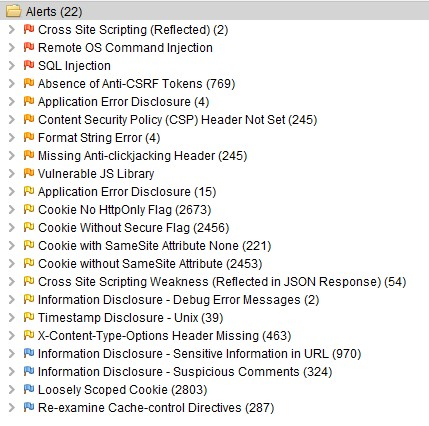 Alerts (22)
Cross Site Scripting (Reflected) (2)
Remote OS Command Injection
SQL Injection
Absence of Anti-CSRF Tokens (769)
Application Error Disclosure (4)
Content Security Policy (CSP) Header Not Set (245)
Format String Error (4)
Missing Anti-clickjacking Header (245)
Vulnerable JS Library
Application Error Disclosure (15)
Cookie No HttpOnly Flag (2673)
Cookie Without Secure Flag (2456)
Cookie with SameSite Attribute None (221)
Cookie without SameSite Attribute (2453)
Cross Site Scripting Weakness (Reflected in JSON Response) (54)
Information Disclosure - Debug Error Messages (2)
Timestamp Disclosure - Unix (39)
X-Content-Type-Options Header Missing (463)
Information Disclosure - Sensitive Information in URL (970)
Information Disclosure - Suspicious Comments (324)
Loosely Scoped Cookie (2803)
Re-examine Cache-control Directives (287)